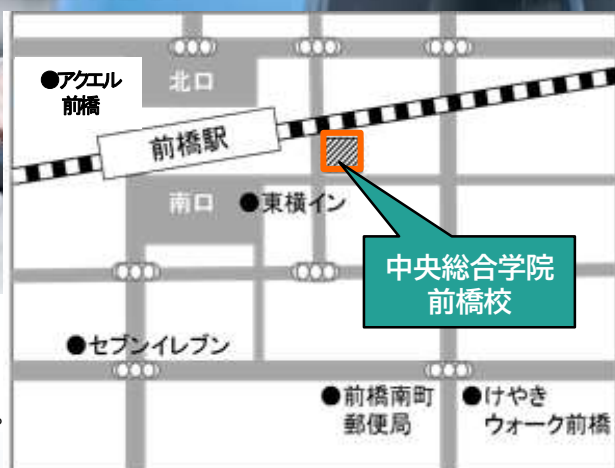 ●アクエル
前橋
北口
前橋駅
南口
●東横イン
中央総合学院
前橋校
●セブンイレブン
●前橋南町
郵便局
●けやき
ウォーク前橋